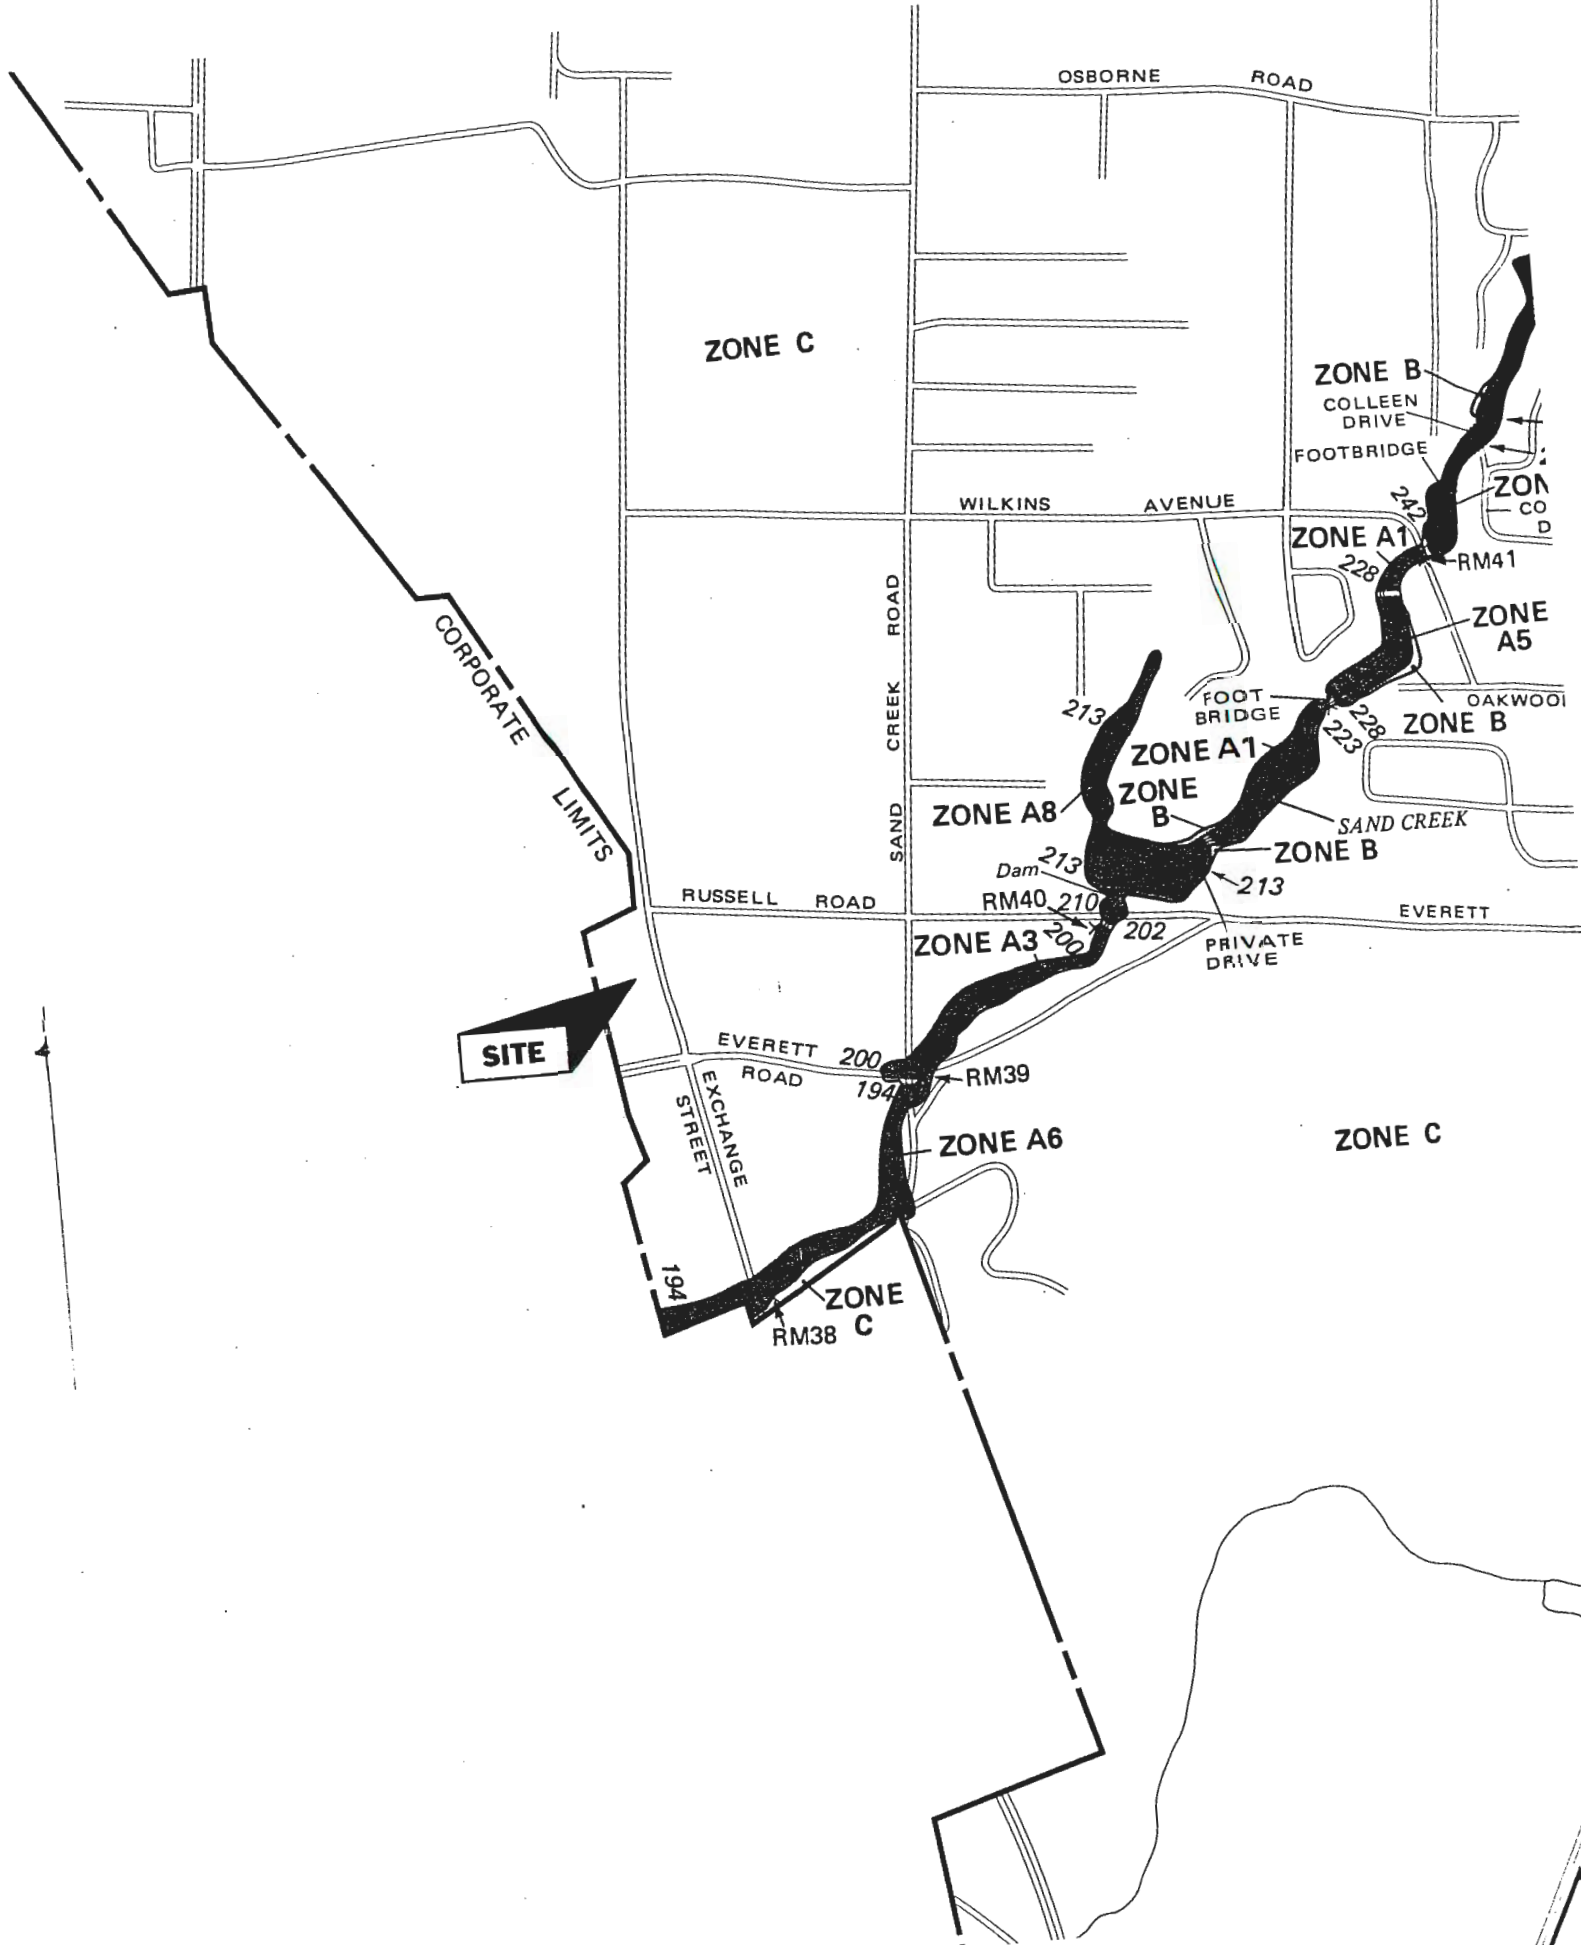 OSBORNE ROAD
ZONE C
ZONE B
COLLEEN
DRIVE
FOOTBRIDGE
ZON
CO
D
242
WILKINS AVENUE
ZONE A1
228
RM41
ZONE
A5
SAND CREEK ROAD
CORPORATE LIMITS
213
FOOT
BRIDGE
228
223
OAKWOO
ZONE B
ZONE A1
ZONE
B
ZONE A8
SAND CREEK
ZONE B
213
Dam
213
RUSSELL ROAD
RM40
210
EVERETT
202
200
ZONE A3
PRIVATE
DRIVE
SITE
EVERETT
ROAD
200
194
RM39
EXCHANGE
STREET
ZONE A6
ZONE C
194
ZONE
C
RM38